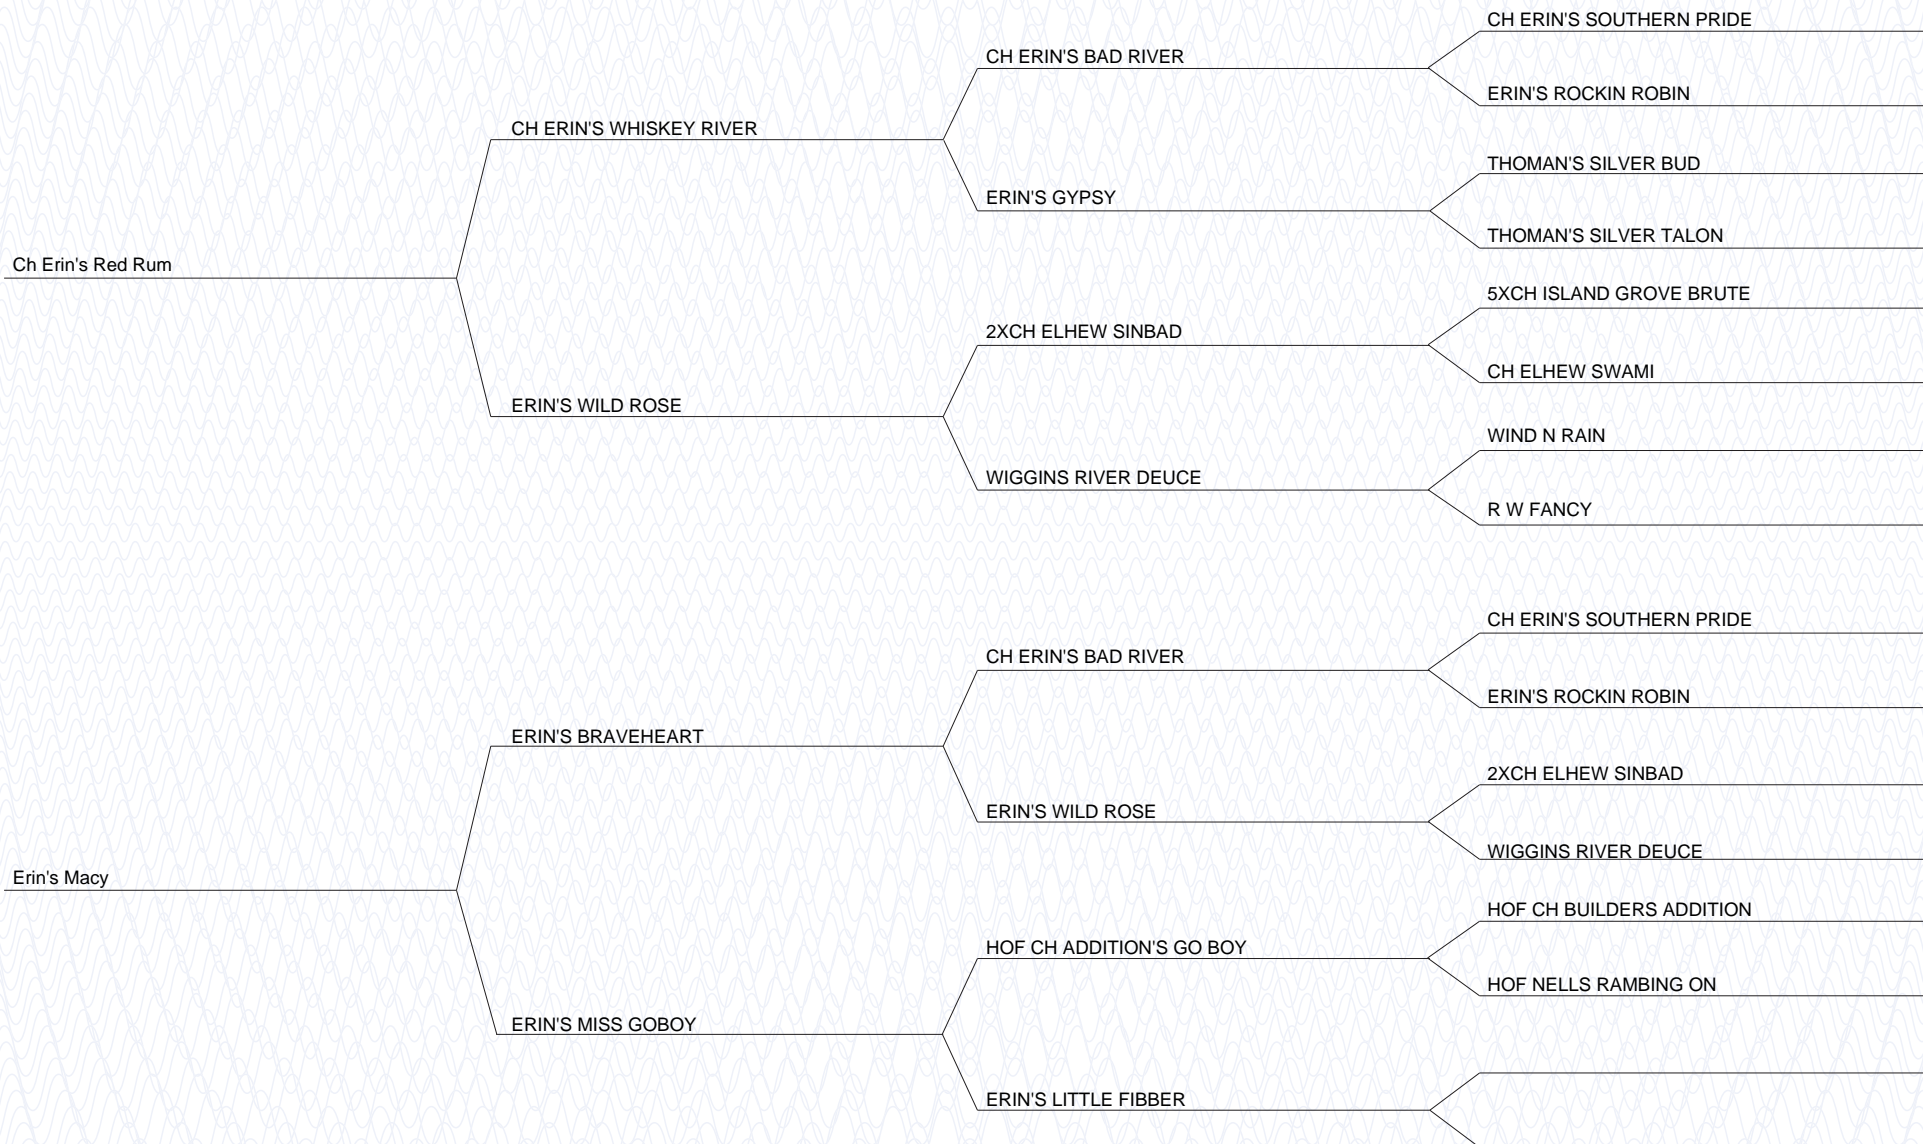 CH ERIN'S SOUTHERN PRIDE
CH ERIN'S BAD RIVER
ERIN'S ROCKIN ROBIN
CH ERIN'S WHISKEY RIVER
THOMAN'S SILVER BUD
ERIN'S GYPSY
THOMAN'S SILVER TALON
Ch Erin's Red Rum
5XCH ISLAND GROVE BRUTE
2XCH ELHEW SINBAD
CH ELHEW SWAMI
ERIN'S WILD ROSE
WIND N RAIN
WIGGINS RIVER DEUCE
R W FANCY
CH ERIN'S SOUTHERN PRIDE
CH ERIN'S BAD RIVER
ERIN'S ROCKIN ROBIN
ERIN'S BRAVEHEART
2XCH ELHEW SINBAD
ERIN'S WILD ROSE
WIGGINS RIVER DEUCE
Erin's Macy
HOF CH BUILDERS ADDITION
HOF CH ADDITION'S GO BOY
HOF NELLS RAMBING ON
ERIN'S MISS GOBOY
ERIN'S LITTLE FIBBER